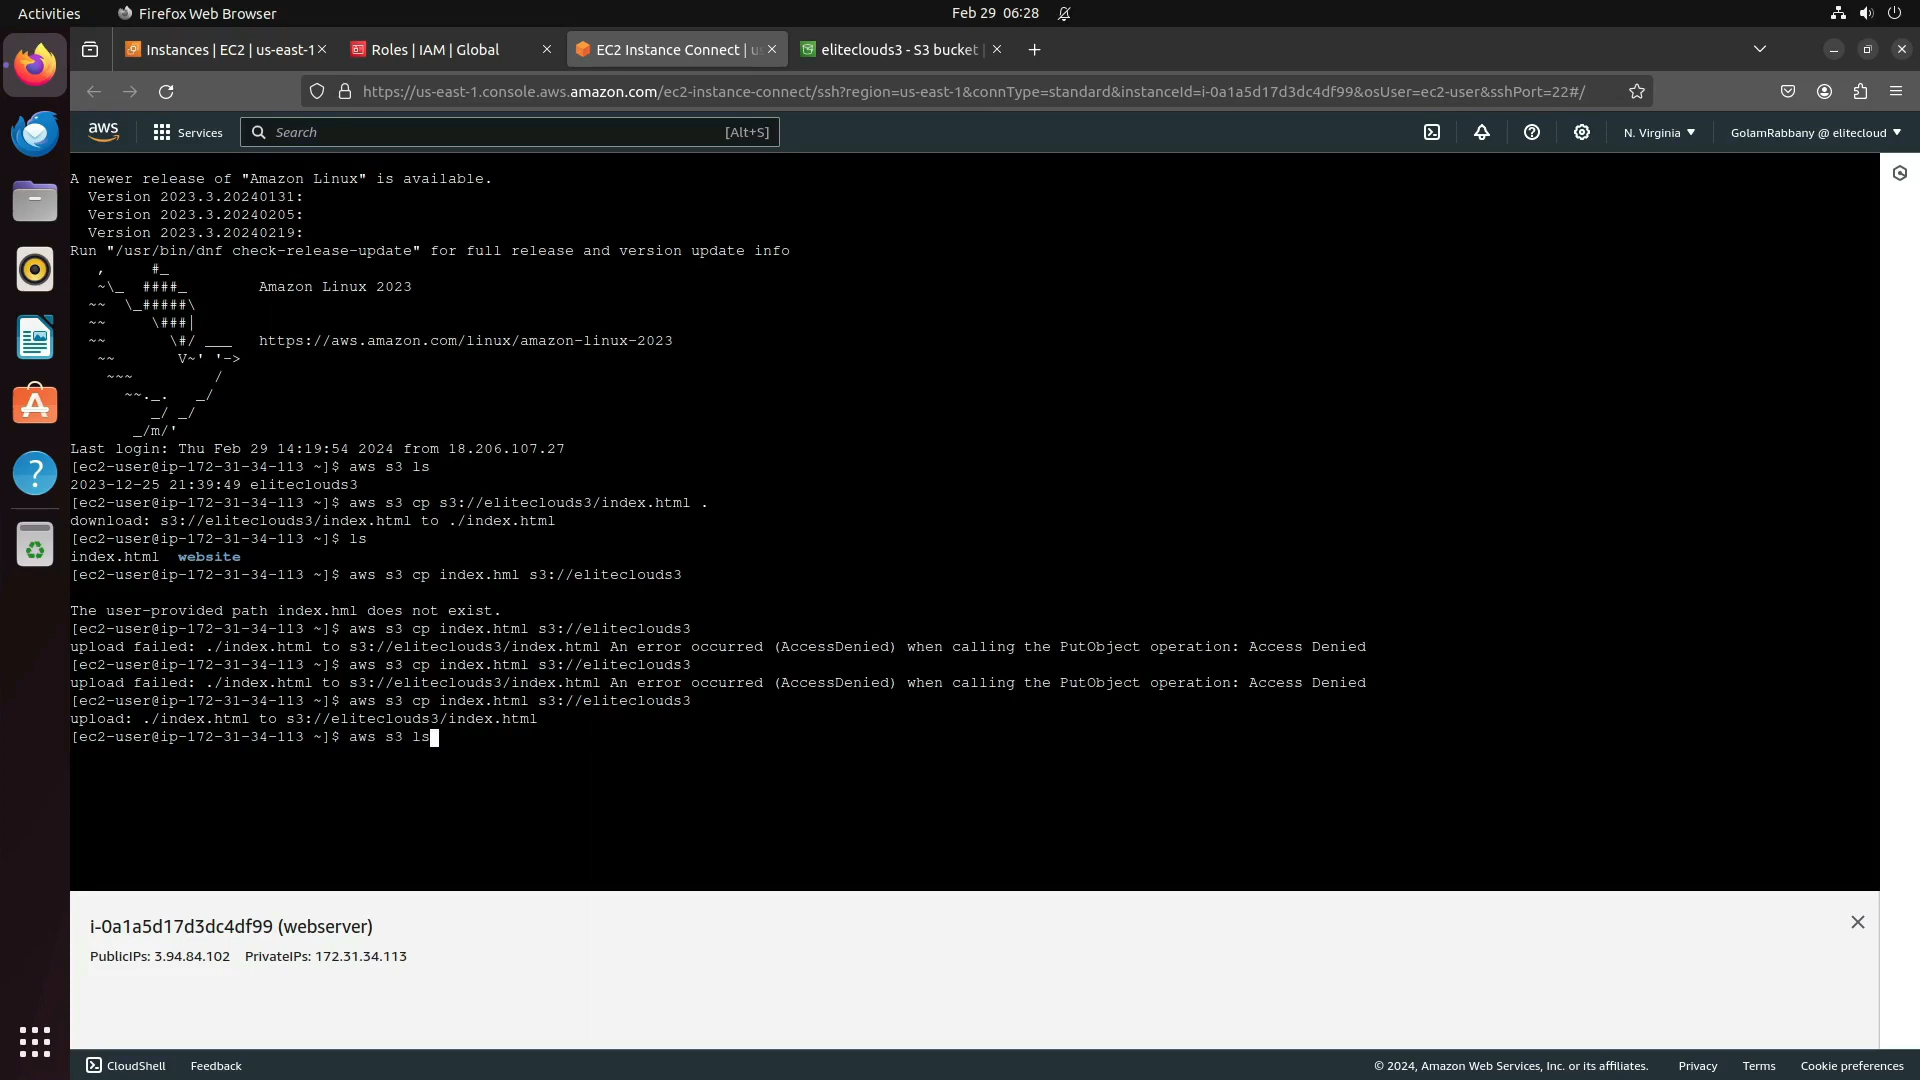 Activities Firefox Web Browser Feb 29 06:28
Instances | EC2 | us-east-1 Roles | IAM | Global EC2 Instance Connect | us eliteclouds3 - S3 bucket |
https://us-east-1.console.aws.amazon.com/ec2-instance-connect/ssh?region=us-east-1&connType=standard&instanceId=i-0a1a5d17d3dc4df99&osUser=ec2-user&sshPort=22#/
aws Services Search [Alt+S] N. Virginia GolamRabbany @ elitecloud
A newer release of "Amazon Linux" is available.
  Version 2023.3.20240131:
  Version 2023.3.20240205:
  Version 2023.3.20240219:
Run "/usr/bin/dnf check-release-update" for full release and version update info
   ,     #_
   ~\_  ####_        Amazon Linux 2023
  ~~  \_#####\
  ~~     \###|
  ~~       \#/ ___   https://aws.amazon.com/linux/amazon-linux-2023
   ~~       V~' '->
    ~~~         /
      ~~._.   _/
         _/ _/
       _/m/'
Last login: Thu Feb 29 14:19:54 2024 from 18.206.107.27
[ec2-user@ip-172-31-34-113 ~]$ aws s3 ls
2023-12-25 21:39:49 eliteclouds3
[ec2-user@ip-172-31-34-113 ~]$ aws s3 cp s3://eliteclouds3/index.html .
download: s3://eliteclouds3/index.html to ./index.html
[ec2-user@ip-172-31-34-113 ~]$ ls
index.html  website
[ec2-user@ip-172-31-34-113 ~]$ aws s3 cp index.hml s3://eliteclouds3
The user-provided path index.hml does not exist.
[ec2-user@ip-172-31-34-113 ~]$ aws s3 cp index.html s3://eliteclouds3
upload failed: ./index.html to s3://eliteclouds3/index.html An error occurred (AccessDenied) when calling the PutObject operation: Access Denied
[ec2-user@ip-172-31-34-113 ~]$ aws s3 cp index.html s3://eliteclouds3
upload failed: ./index.html to s3://eliteclouds3/index.html An error occurred (AccessDenied) when calling the PutObject operation: Access Denied
[ec2-user@ip-172-31-34-113 ~]$ aws s3 cp index.html s3://eliteclouds3
upload: ./index.html to s3://eliteclouds3/index.html
[ec2-user@ip-172-31-34-113 ~]$ aws s3 ls
i-0a1a5d17d3dc4df99 (webserver)
PublicIPs: 3.94.84.102 PrivateIPs: 172.31.34.113
CloudShell Feedback © 2024, Amazon Web Services, Inc. or its affiliates. Privacy Terms Cookie preferences